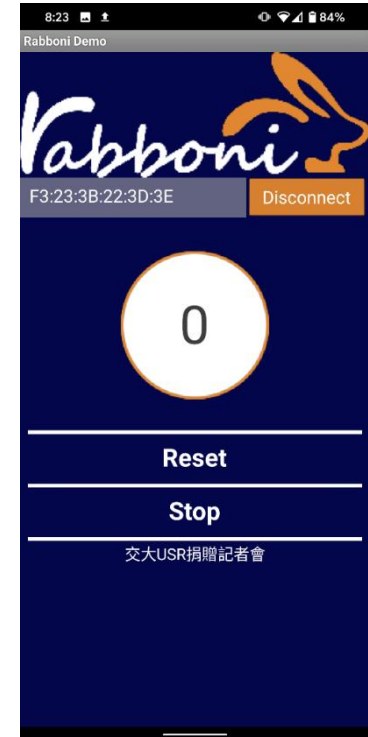 8:23 84%
Rabboni Demo
rabboni
F3:23:3B:22:3D:3E Disconnect
0
Reset
Stop
交大USR捐贈記者會